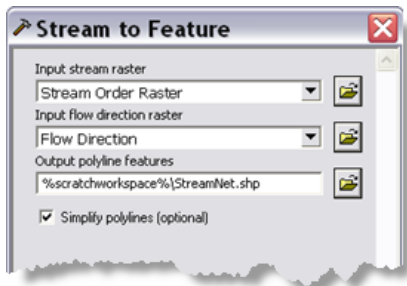 Stream to Feature
Input stream raster
Stream Order Raster
Input flow direction raster
Flow Direction
Output polyline features
%scratchworkspace%\StreamNet.shp
Simplify polylines (optional)